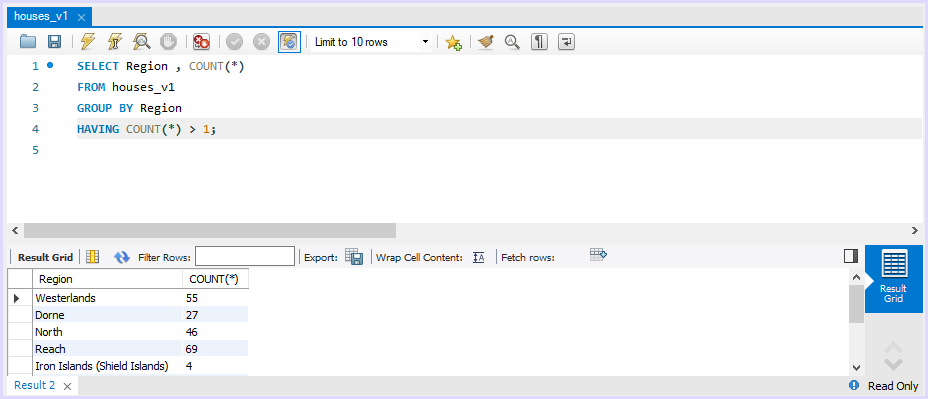 houses_v1 ×
Limit to 10 rows
1 SELECT Region , COUNT(*)
2 FROM houses_v1
3 GROUP BY Region
4 HAVING COUNT(*) > 1;
5
Result Grid Filter Rows: Export: Wrap Cell Content: Fetch rows:
Region COUNT(*)
Westerlands 55
Dorne 27
North 46
Reach 69
Iron Islands (Shield Islands) 4
Result
Grid
Result 2 × Read Only